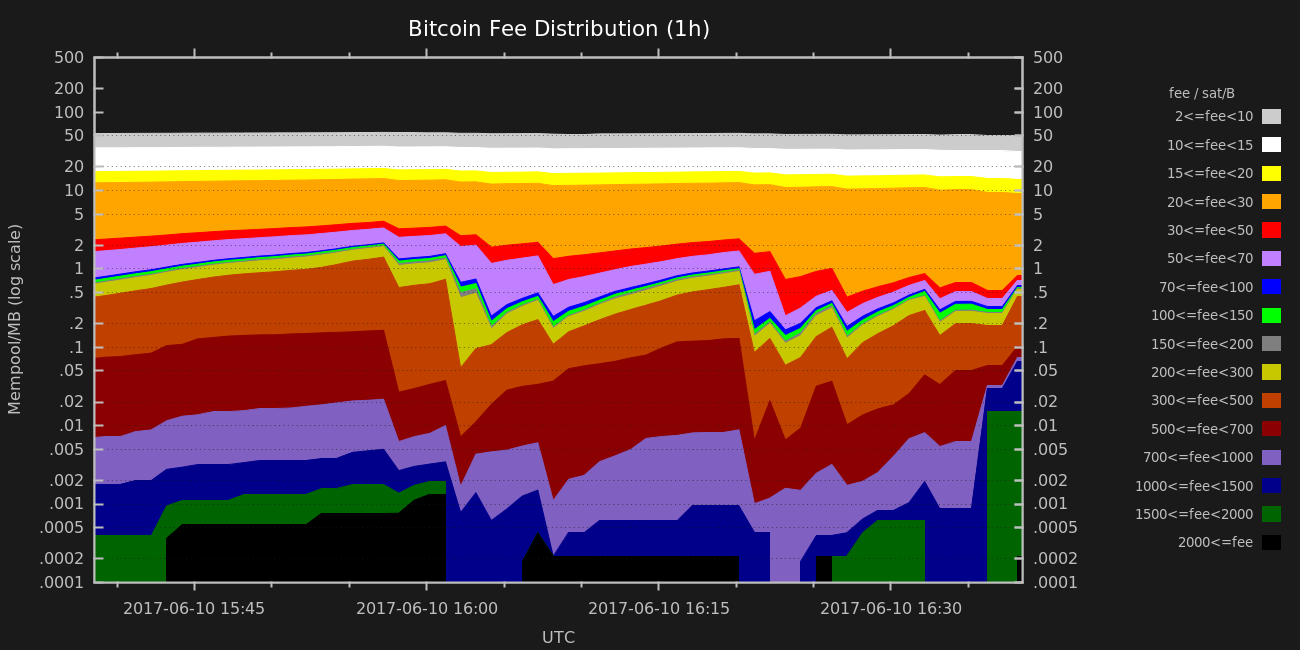 Bitcoin Fee Distribution (1h)
500 500
200 200
100 100
50 50
20 20
10 10
5 5
2 2
1 1
.5 .5
.2 .2
.1 .1
.05 .05
.02 .02
.01 .01
.005 .005
.002 .002
.001 .001
.0005 .0005
.0002 .0002
.0001 .0001
Mempool/MB (log scale)
2017-06-10 15:45 2017-06-10 16:00 2017-06-10 16:15 2017-06-10 16:30
UTC
fee / sat/B
2<=fee<10
10<=fee<15
15<=fee<20
20<=fee<30
30<=fee<50
50<=fee<70
70<=fee<100
100<=fee<150
150<=fee<200
200<=fee<300
300<=fee<500
500<=fee<700
700<=fee<1000
1000<=fee<1500
1500<=fee<2000
2000<=fee